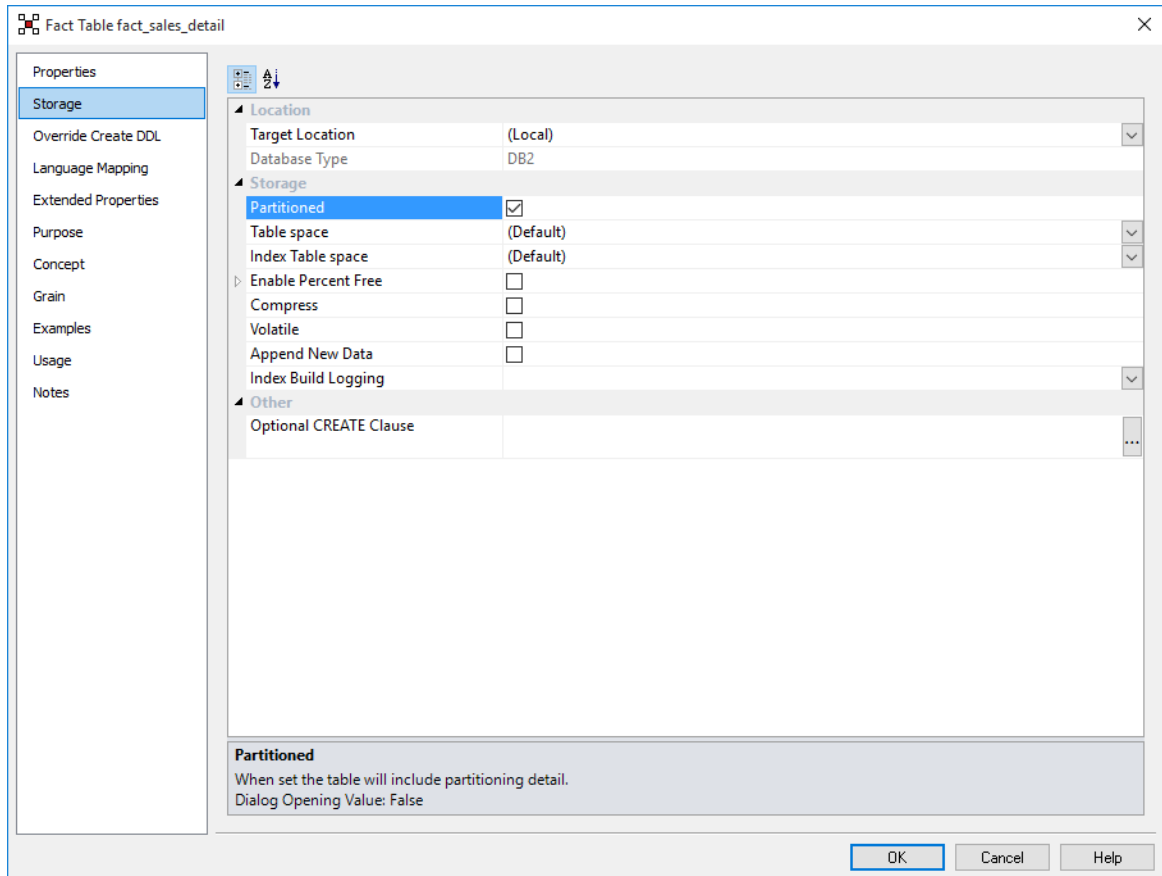 Fact Table fact_sales_detail
Properties
Storage
Override Create DDL
Language Mapping
Extended Properties
Purpose
Concept
Grain
Examples
Usage
Notes
Location
Target Location (Local)
Database Type DB2
Storage
Partitioned
Table space (Default)
Index Table space (Default)
Enable Percent Free
Compress
Volatile
Append New Data
Index Build Logging
Other
Optional CREATE Clause
...
Partitioned
When set the table will include partitioning detail.
Dialog Opening Value: False
OK Cancel Help